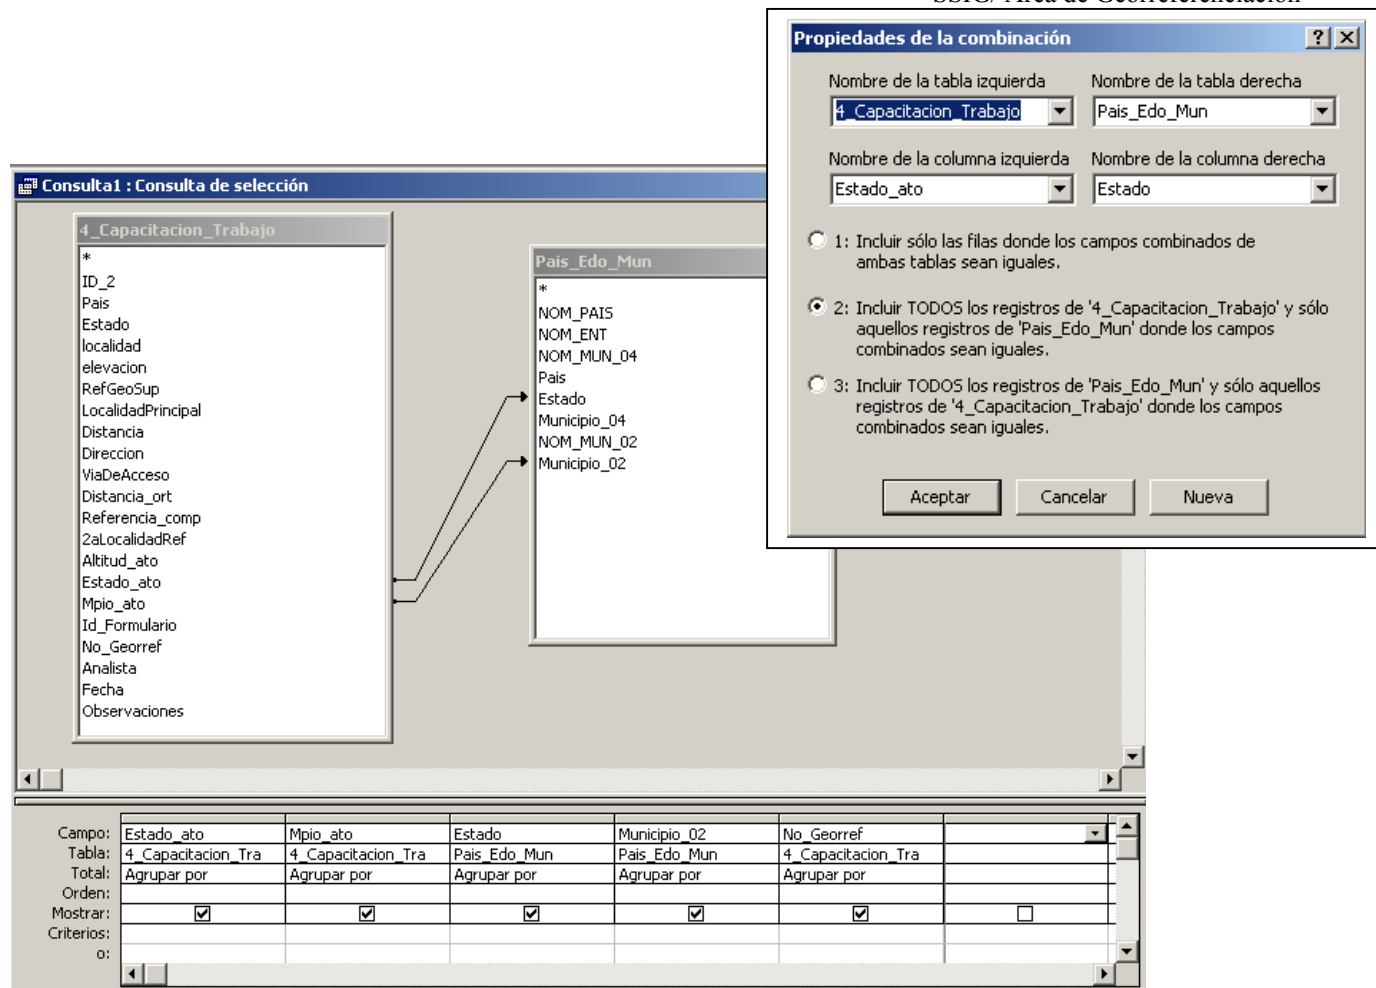 SSIG/ Área de Georreferenciación
Propiedades de la combinación
Nombre de la tabla izquierda
Nombre de la tabla derecha
4_Capacitacion_Trabajo
Pais_Edo_Mun
Nombre de la columna izquierda
Nombre de la columna derecha
Estado_ato
Estado
1: Incluir sólo las filas donde los campos combinados de
ambas tablas sean iguales.
2: Incluir TODOS los registros de '4_Capacitacion_Trabajo' y sólo
aquellos registros de 'Pais_Edo_Mun' donde los campos
combinados sean iguales.
3: Incluir TODOS los registros de 'Pais_Edo_Mun' y sólo aquellos
registros de '4_Capacitacion_Trabajo' donde los campos
combinados sean iguales.
Aceptar
Cancelar
Nueva
Consulta1 : Consulta de selección
4_Capacitacion_Trabajo
*
ID_2
Pais
Estado
localidad
elevacion
RefGeoSup
LocalidadPrincipal
Distancia
Direccion
ViaDeAcceso
Distancia_ort
Referencia_comp
2aLocalidadRef
Altitud_ato
Estado_ato
Mpio_ato
Id_Formulario
No_Georref
Analista
Fecha
Observaciones
Pais_Edo_Mun
*
NOM_PAIS
NOM_ENT
NOM_MUN_04
Pais
Estado
Municipio_04
NOM_MUN_02
Municipio_02
Campo: Estado_ato Mpio_ato Estado Municipio_02 No_Georref
Tabla: 4_Capacitacion_Tra 4_Capacitacion_Tra Pais_Edo_Mun Pais_Edo_Mun 4_Capacitacion_Tra
Total: Agrupar por Agrupar por Agrupar por Agrupar por Agrupar por
Orden:
Mostrar:
Criterios:
o: